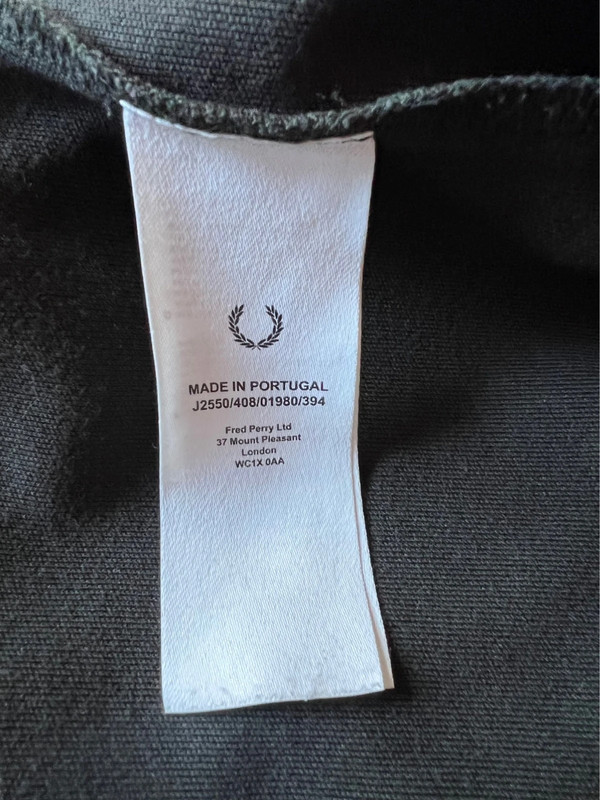 MADE IN PORTUGAL
J2550/408/01980/394
Fred Perry Ltd
37 Mount Pleasant
London
WC1X 0AA